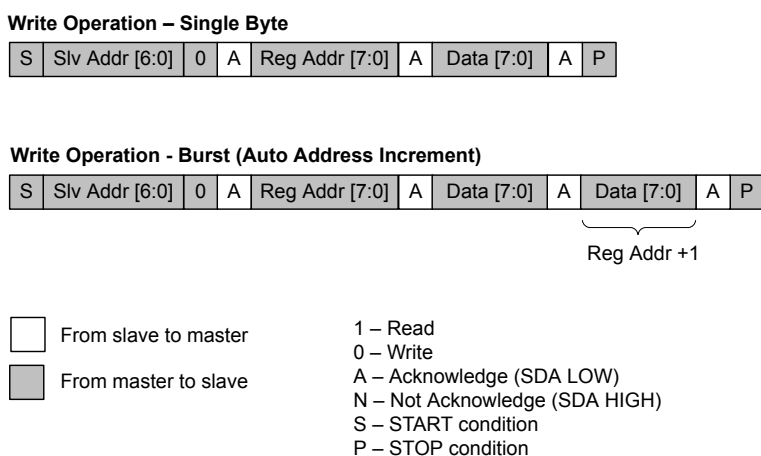 Write Operation – Single Byte
S Slv Addr [6:0] 0 A Reg Addr [7:0] A Data [7:0] A P
Write Operation - Burst (Auto Address Increment)
S Slv Addr [6:0] 0 A Reg Addr [7:0] A Data [7:0] A Data [7:0] A P
Reg Addr +1
From slave to master
From master to slave
1 – Read
0 – Write
A – Acknowledge (SDA LOW)
N – Not Acknowledge (SDA HIGH)
S – START condition
P – STOP condition